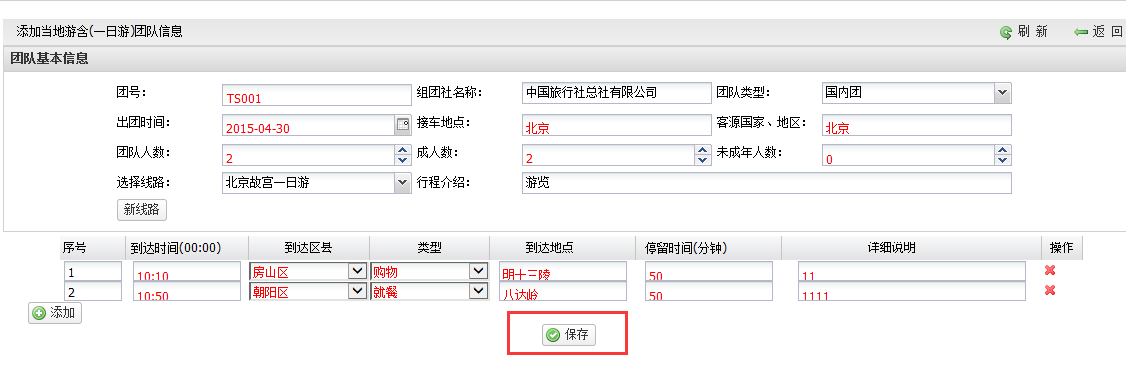 添加当地游含(一日游)团队信息 刷 新 返 回
团队基本信息
团号： TS001 组团社名称： 中国旅行社总社有限公司 团队类型： 国内团
出团时间： 2015-04-30 接车地点： 北京 客源国家、地区： 北京
团队人数： 2 成人数： 2 未成年人数： 0
选择线路： 北京故宫一日游 行程介绍： 游览
新线路
序号 到达时间(00:00) 到达区县 类型 到达地点 停留时间(分钟) 详细说明 操作
1 10:10 房山区 购物 明十三陵 50 11
2 10:50 朝阳区 就餐 八达岭 50 1111
添加
保存